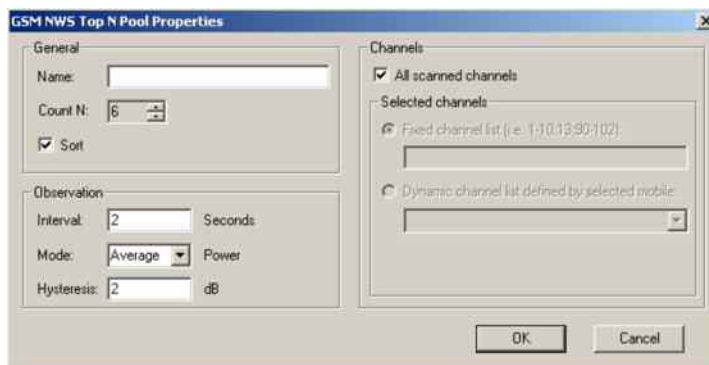 GSM NWS Top N Pool Properties
General
Name:
Count N: 6
Sort
Observation
Interval: 2 Seconds
Mode: Average Power
Hysteresis: 2 dB
Channels
All scanned channels
Selected channels
Fixed channel list (i.e. 1-10,13,90-102):
Dynamic channel list defined by selected mobile:
OK
Cancel